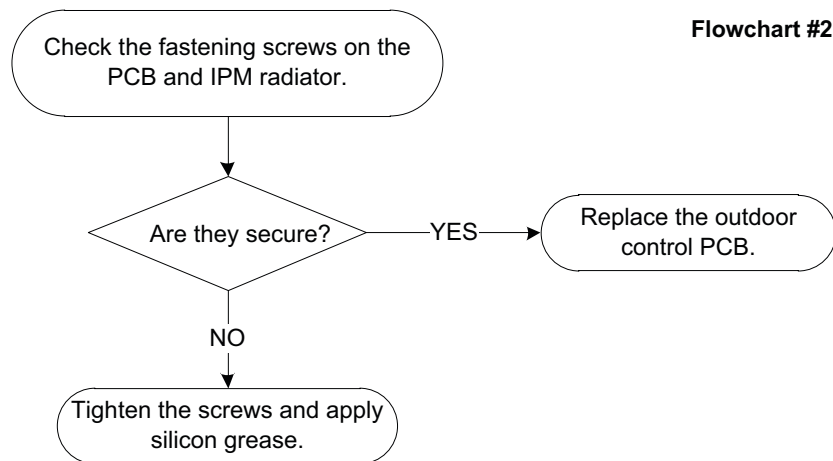 Flowchart #2
Check the fastening screws on the
PCB and IPM radiator.
Are they secure?
YES
Replace the outdoor
control PCB.
NO
Tighten the screws and apply
silicon grease.